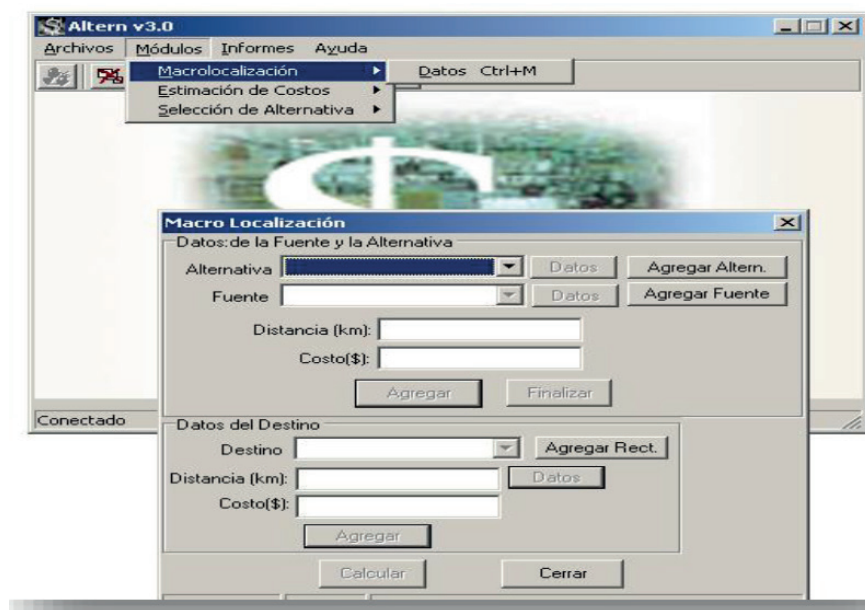 Altern v3.0
Archivos Módulos Informes Ayuda
Macrolocalización Datos Ctrl+M
Estimación de Costos
Selección de Alternativa
Macro Localización
Datos:de la Fuente y la Alternativa
Alternativa Datos Agregar Altern.
Fuente Datos Agregar Fuente
Distancia (km):
Costo($):
Agregar Finalizar
Conectado
Datos del Destino
Destino Agregar Rect.
Distancia (km): Datos
Costo($):
Agregar
Calcular Cerrar